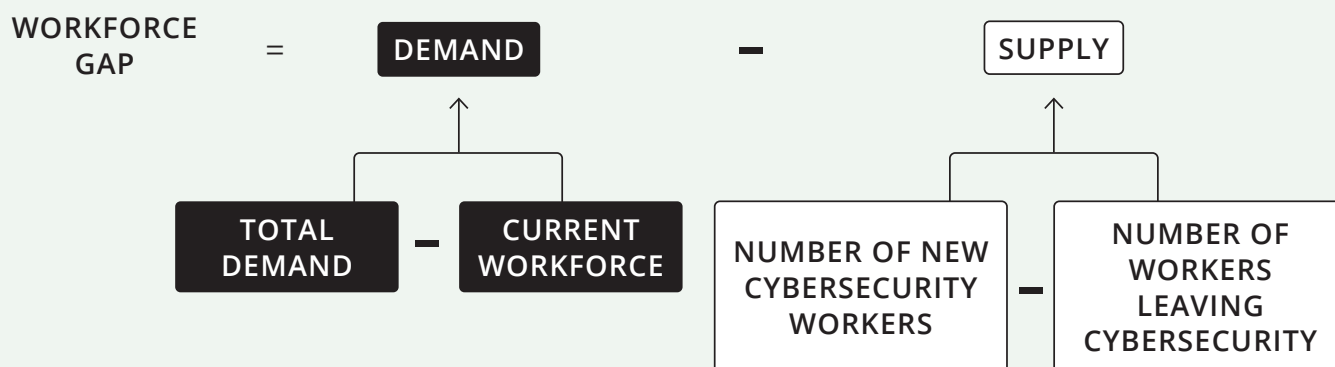 WORKFORCE
GAP
=
DEMAND
-
SUPPLY
TOTAL
DEMAND
-
CURRENT
WORKFORCE
NUMBER OF NEW
CYBERSECURITY
WORKERS
-
NUMBER OF
WORKERS
LEAVING
CYBERSECURITY